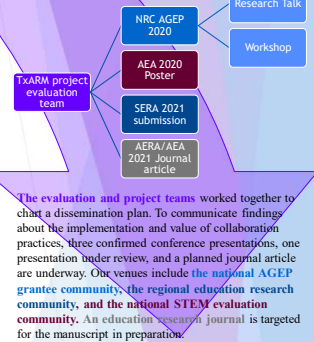 Research Talk
NRC AGEP
2020
Workshop
AEA 2020
Poster
TxARM project
evaluation
team
SERA 2021
submission
AERA/AEA
2021 Journal
article
The evaluation and project teams worked together to
chart a dissemination plan. To communicate findings
about the implementation and value of collaboration
practices, three confirmed conference presentations, one
presentation under review, and a planned journal article
are underway. Our venues include the national AGEP
grantee community, the regional education research
community, and the national STEM evaluation
community. An education research journal is targeted
for the manuscript in preparation.